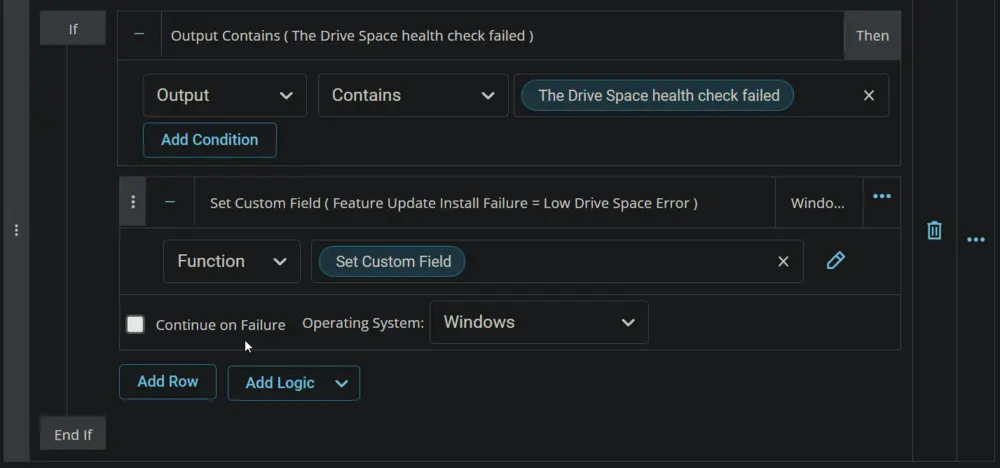 If
Output Contains ( The Drive Space health check failed )
Then
Output
Contains
The Drive Space health check failed
Add Condition
Set Custom Field ( Feature Update Install Failure = Low Drive Space Error )
Windo...
Function
Set Custom Field
Continue on Failure
Operating System:
Windows
Add Row
Add Logic
End If